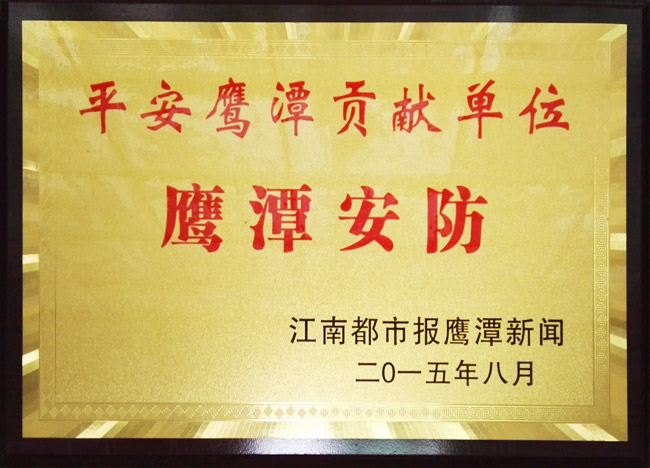 平安鹰潭贡献单位
鹰潭安防
江南都市报鹰潭新闻
二0一五年八月